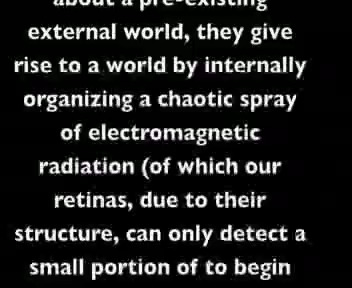 about a pre-existing
external world, they give
rise to a world by internally
organizing a chaotic spray
of electromagnetic
radiation (of which our
retinas, due to their
structure, can only detect a
small portion of to begin